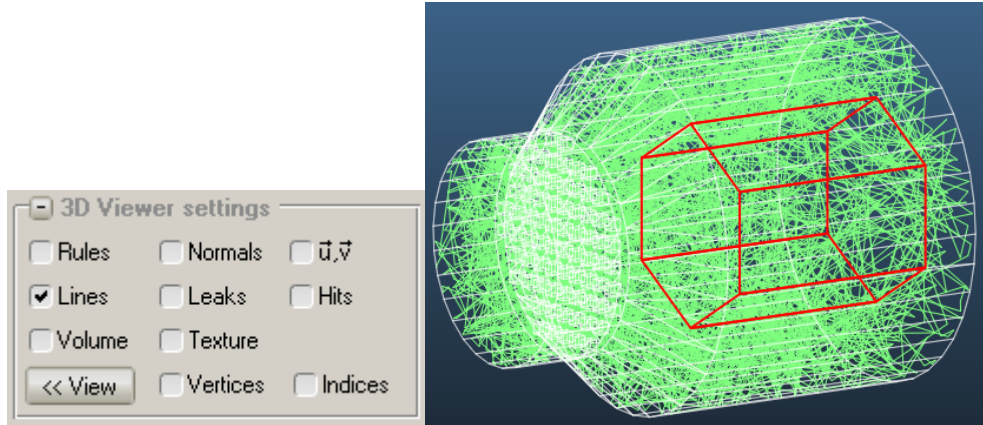 3D Viewer settings
Rules Normals u⃗,v⃗
Lines Leaks Hits
Volume Texture
<< View Vertices Indices